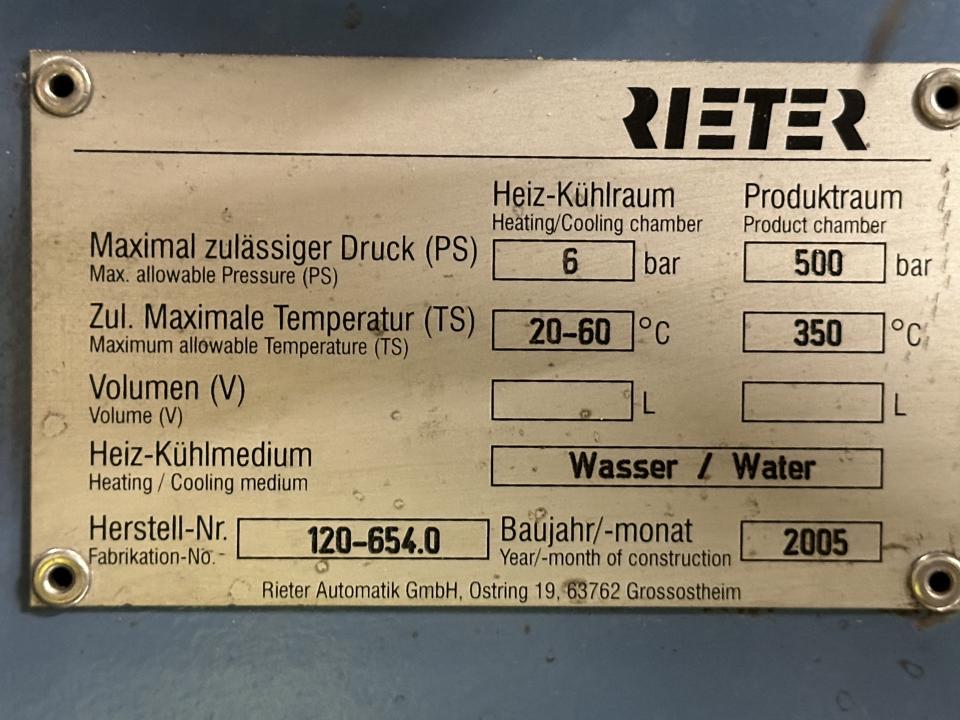 RIETER
Heiz-Kühlraum Produktraum
Heating/Cooling chamber Product chamber
Maximal zulässiger Druck (PS) 6 bar 500 bar
Max. allowable Pressure (PS)
Zul. Maximale Temperatur (TS) 20-60 °C 350 °C
Maximum allowable Temperature (TS)
Volumen (V) L L
Volume (V)
Heiz-Kühlmedium Wasser / Water
Heating / Cooling medium
Herstell-Nr. 120-654.0 Baujahr/-monat 2005
Fabrikation-No. Year/-month of construction
Rieter Automatik GmbH, Ostring 19, 63762 Grossostheim